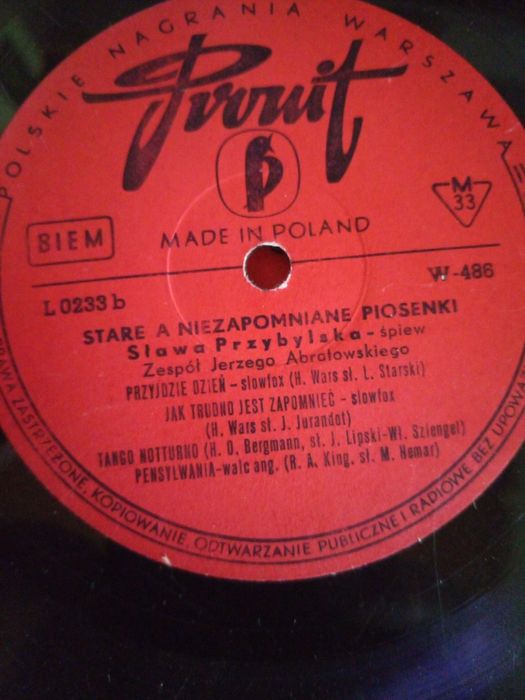 POLSKIE NAGRANIA WARSZAWA
Pronit
P
BIEM
MADE IN POLAND
M
33
L 0233 b
W-486
STARE A NIEZAPOMNIANE PIOSENKI
Sława Przybylska - śpiew
Zespół Jerzego Abratowskiego
PRZYJDZIE DZIEŃ - slowfox (H. Wars sł. L. Starski)
JAK TRUDNO JEST ZAPOMNIEĆ - slowfox
(H. Wars sł. J. Jurandot)
TANGO NOTTURNO (H. O. Bergmann, sł. J. Lipski-Wł. Szlengel)
PENSYLWANIA-walc ang. (R. A. King. sł. M. Hemar)
PRAWA ZASTRZEŻONE, KOPIOWANIE, ODTWARZANIE PUBLICZNE I RADIOWE BEZ